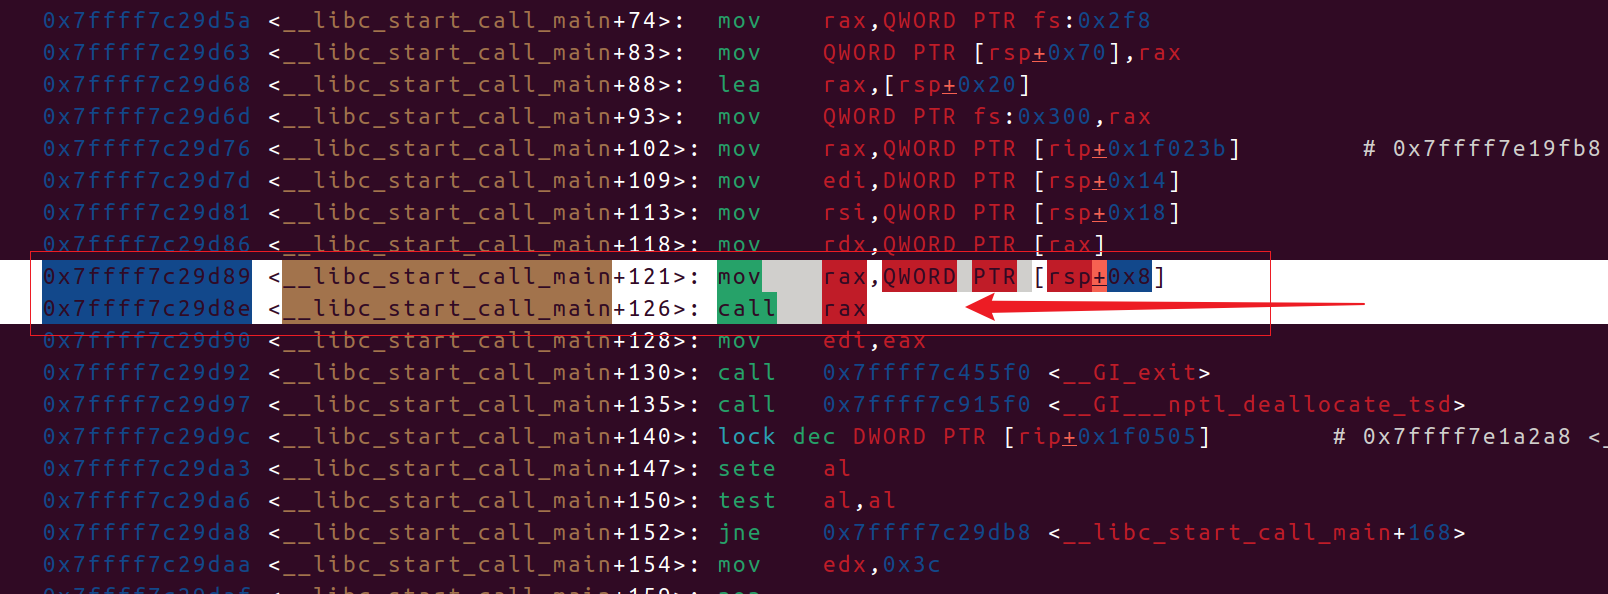 0x7ffff7c29d5a <__libc_start_call_main+74>: mov rax,QWORD PTR fs:0x2f8
0x7ffff7c29d63 <__libc_start_call_main+83>: mov QWORD PTR [rsp+0x70],rax
0x7ffff7c29d68 <__libc_start_call_main+88>: lea rax,[rsp+0x20]
0x7ffff7c29d6d <__libc_start_call_main+93>: mov QWORD PTR fs:0x300,rax
0x7ffff7c29d76 <__libc_start_call_main+102>: mov rax,QWORD PTR [rip+0x1f023b] # 0x7ffff7e19fb8
0x7ffff7c29d7d <__libc_start_call_main+109>: mov edi,DWORD PTR [rsp+0x14]
0x7ffff7c29d81 <__libc_start_call_main+113>: mov rsi,QWORD PTR [rsp+0x18]
0x7ffff7c29d86 <__libc_start_call_main+118>: mov rdx,QWORD PTR [rax]
0x7ffff7c29d89 <__libc_start_call_main+121>: mov rax,QWORD PTR [rsp+0x8]
0x7ffff7c29d8e <__libc_start_call_main+126>: call rax
0x7ffff7c29d90 <__libc_start_call_main+128>: mov edi,eax
0x7ffff7c29d92 <__libc_start_call_main+130>: call 0x7ffff7c455f0 <__GI_exit>
0x7ffff7c29d97 <__libc_start_call_main+135>: call 0x7ffff7c915f0 <__GI___nptl_deallocate_tsd>
0x7ffff7c29d9c <__libc_start_call_main+140>: lock dec DWORD PTR [rip+0x1f0505] # 0x7ffff7e1a2a8 <_
0x7ffff7c29da3 <__libc_start_call_main+147>: sete al
0x7ffff7c29da6 <__libc_start_call_main+150>: test al,al
0x7ffff7c29da8 <__libc_start_call_main+152>: jne 0x7ffff7c29db8 <__libc_start_call_main+168>
0x7ffff7c29daa <__libc_start_call_main+154>: mov edx,0x3c